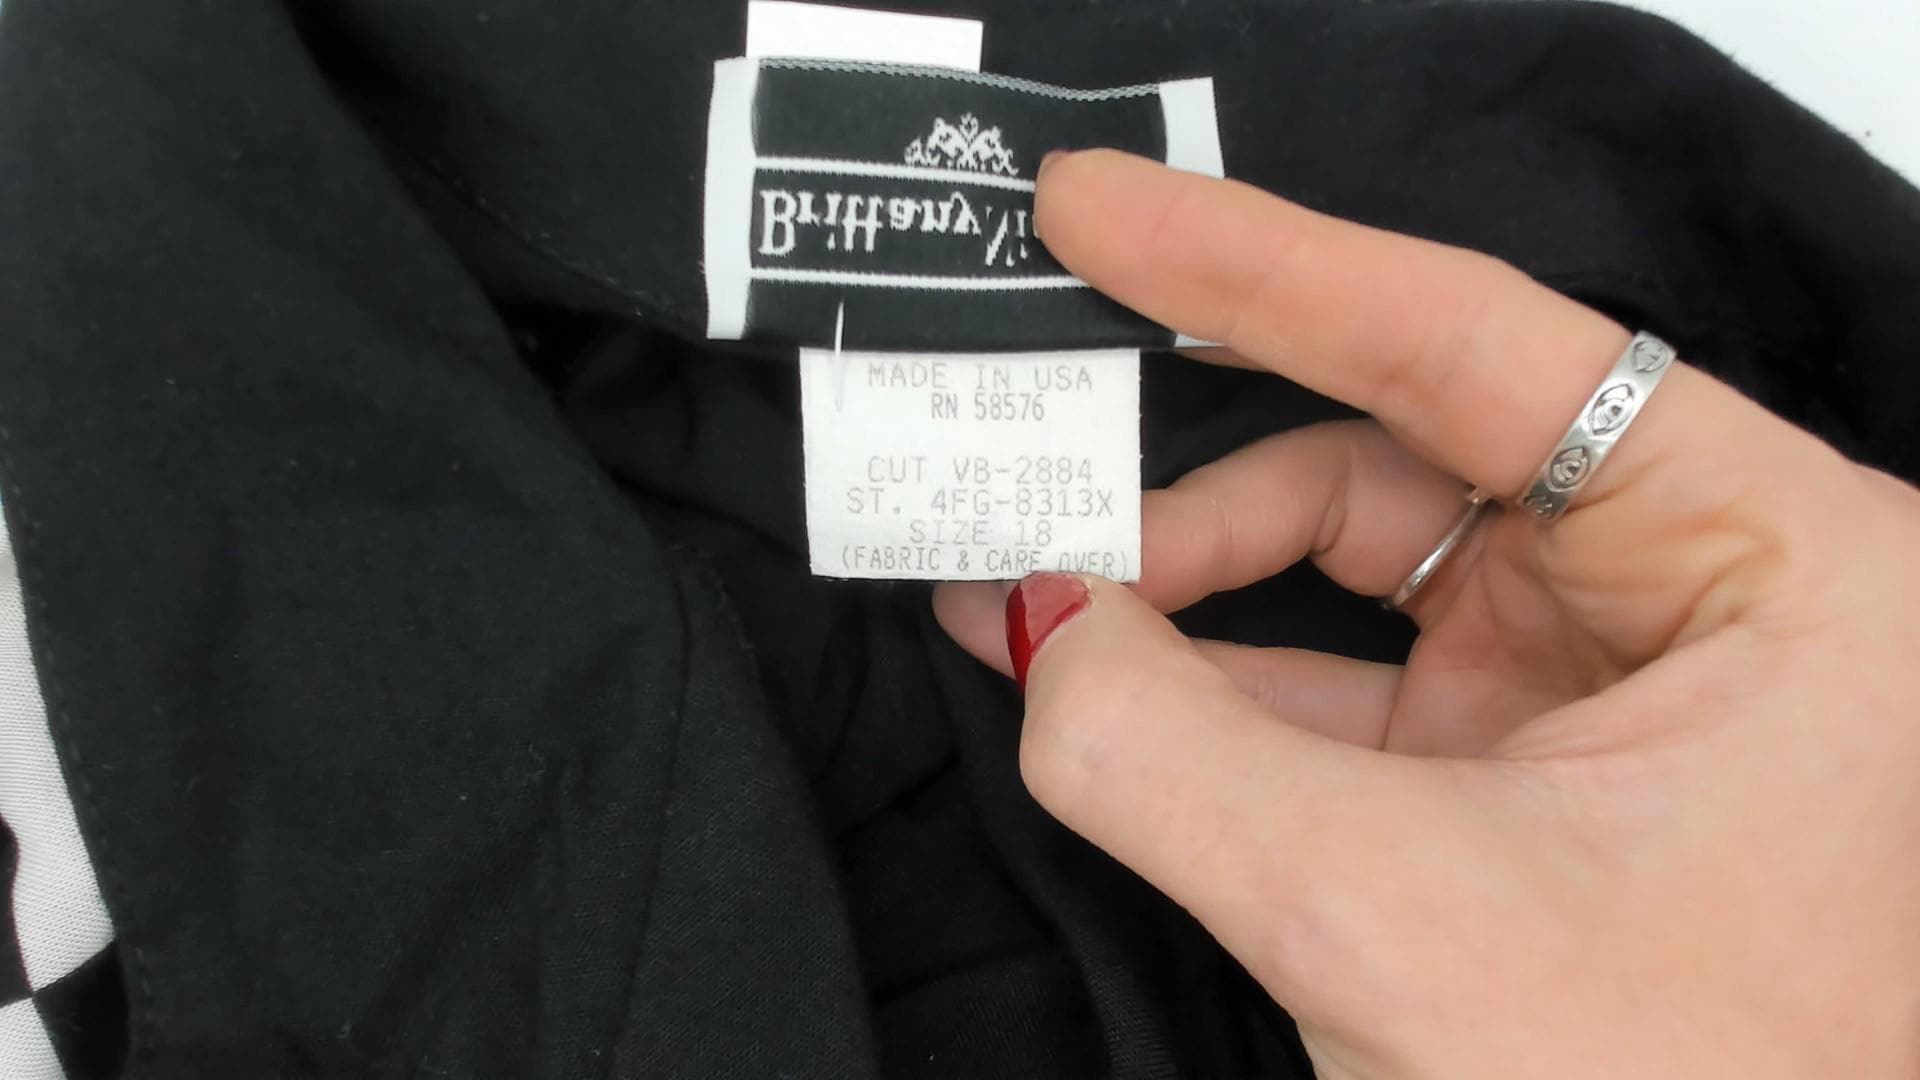 Brittany
MADE IN USA
RN 58576
CUT VB-2884
ST. 4FG-8313X
SIZE 18
(FABRIC & CARE OVER)